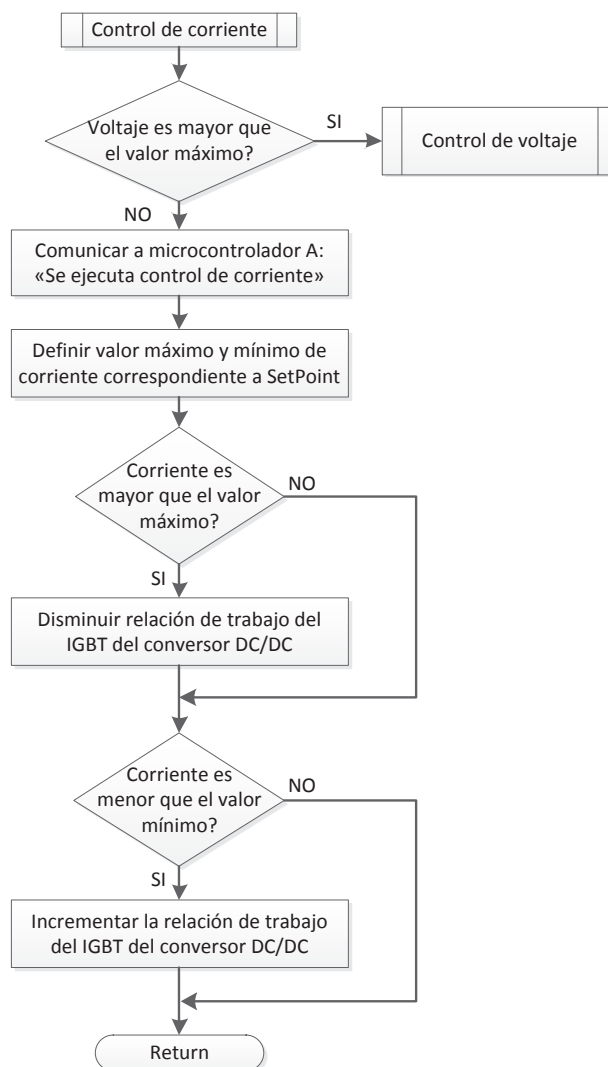 Control de corriente
Voltaje es mayor que
el valor máximo?
SI
Control de voltaje
NO
Comunicar a microcontrolador A:
«Se ejecuta control de corriente»
Definir valor máximo y mínimo de
corriente correspondiente a SetPoint
Corriente es
mayor que el valor
máximo?
NO
SI
Disminuir relación de trabajo del
IGBT del conversor DC/DC
Corriente es
menor que el valor
mínimo?
NO
SI
Incrementar la relación de trabajo
del IGBT del conversor DC/DC
Return